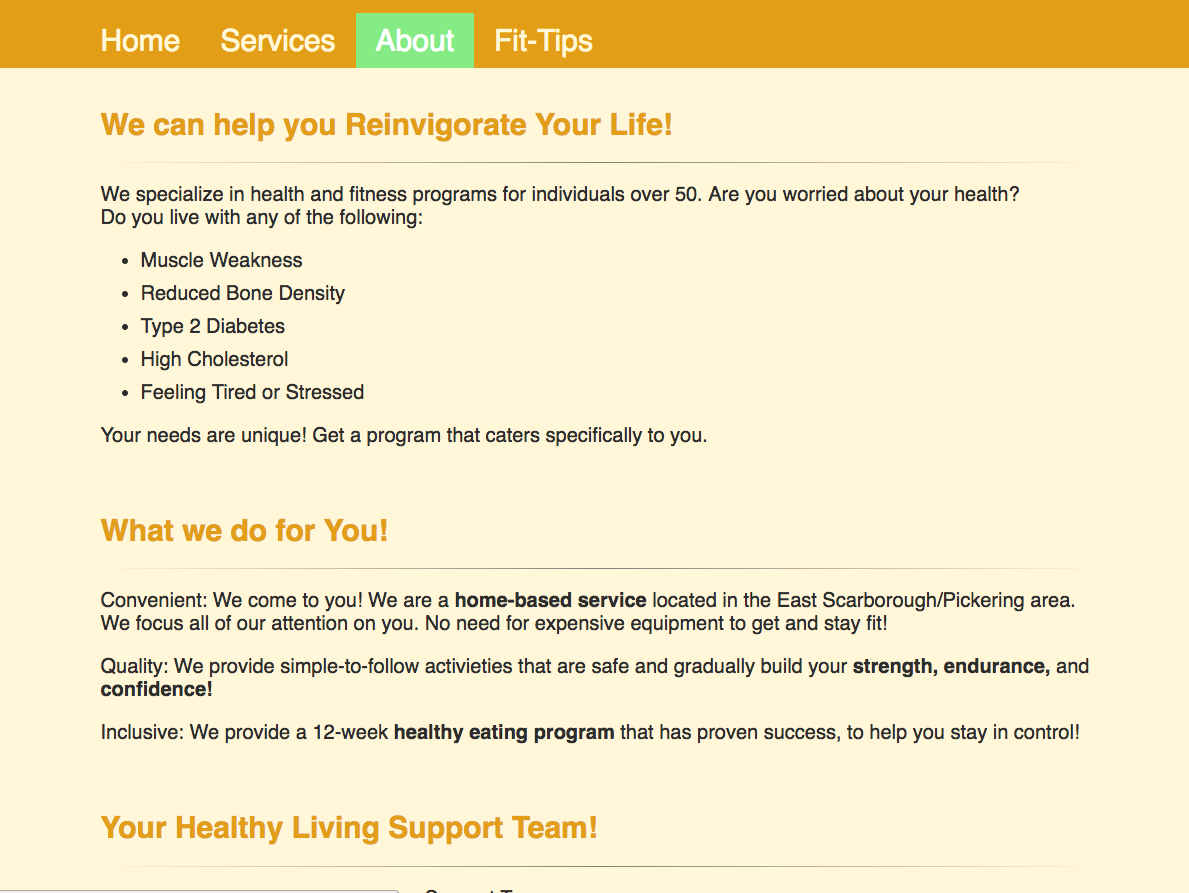 Home Services About Fit-Tips
We can help you Reinvigorate Your Life!
We specialize in health and fitness programs for individuals over 50. Are you worried about your health?
Do you live with any of the following:
• Muscle Weakness
• Reduced Bone Density
• Type 2 Diabetes
• High Cholesterol
• Feeling Tired or Stressed
Your needs are unique! Get a program that caters specifically to you.
What we do for You!
Convenient: We come to you! We are a home-based service located in the East Scarborough/Pickering area.
We focus all of our attention on you. No need for expensive equipment to get and stay fit!
Quality: We provide simple-to-follow activieties that are safe and gradually build your strength, endurance, and
confidence!
Inclusive: We provide a 12-week healthy eating program that has proven success, to help you stay in control!
Your Healthy Living Support Team!